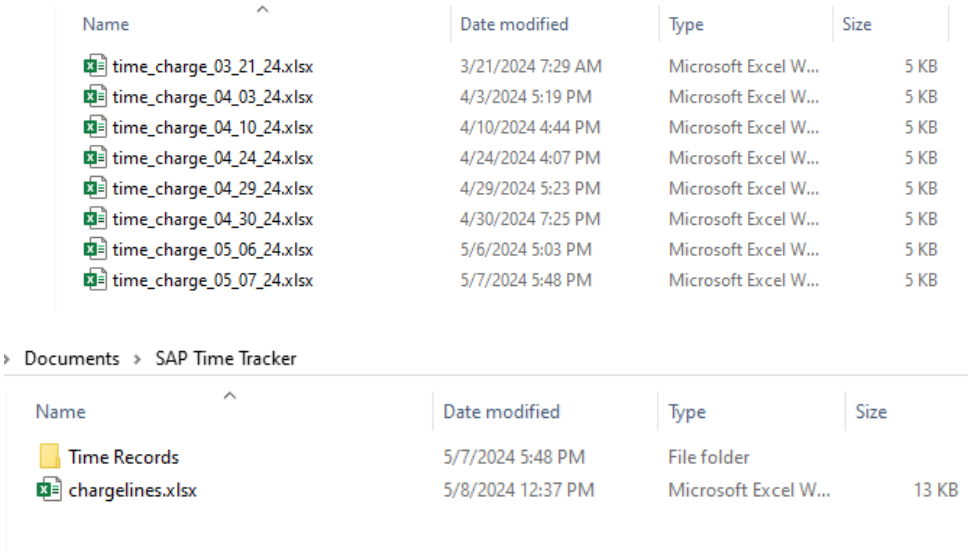 Name Date modified Type Size
time_charge_03_21_24.xlsx 3/21/2024 7:29 AM Microsoft Excel W... 5 KB
time_charge_04_03_24.xlsx 4/3/2024 5:19 PM Microsoft Excel W... 5 KB
time_charge_04_10_24.xlsx 4/10/2024 4:44 PM Microsoft Excel W... 5 KB
time_charge_04_24_24.xlsx 4/24/2024 4:07 PM Microsoft Excel W... 5 KB
time_charge_04_29_24.xlsx 4/29/2024 5:23 PM Microsoft Excel W... 5 KB
time_charge_04_30_24.xlsx 4/30/2024 7:25 PM Microsoft Excel W... 5 KB
time_charge_05_06_24.xlsx 5/6/2024 5:03 PM Microsoft Excel W... 5 KB
time_charge_05_07_24.xlsx 5/7/2024 5:48 PM Microsoft Excel W... 5 KB
› Documents › SAP Time Tracker
Name Date modified Type Size
Time Records 5/7/2024 5:48 PM File folder
chargelines.xlsx 5/8/2024 12:37 PM Microsoft Excel W... 13 KB